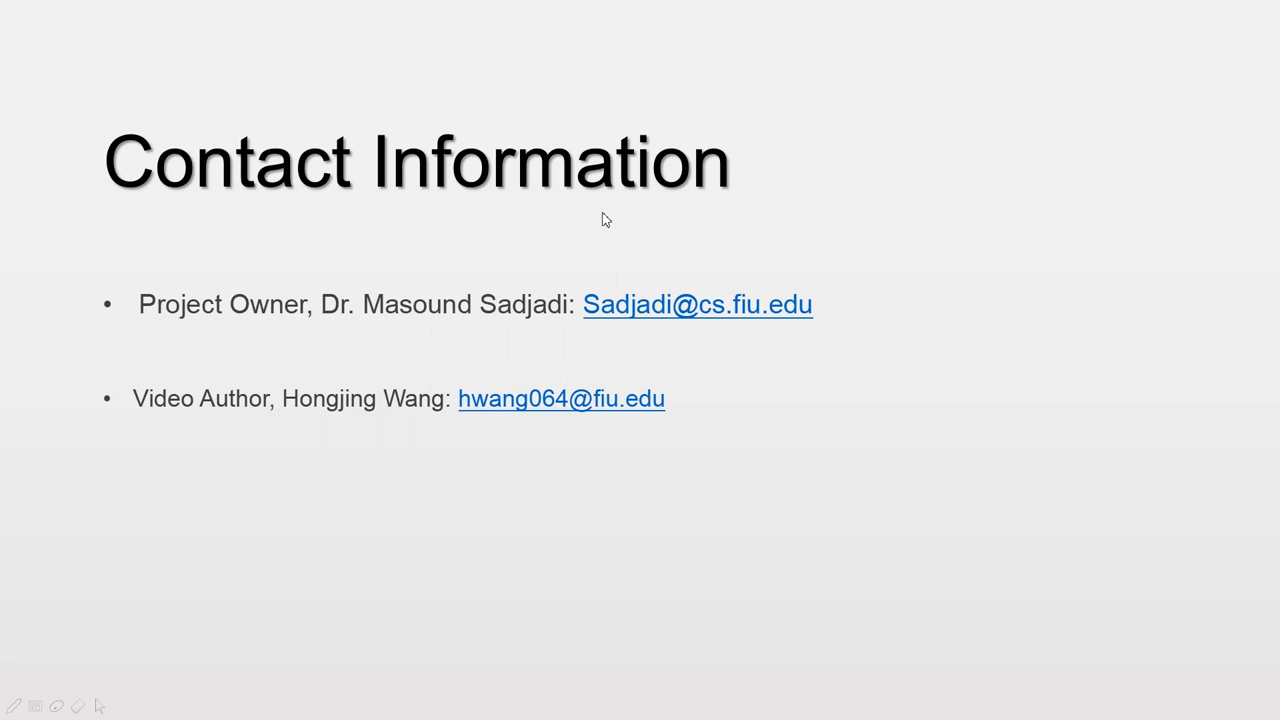 Contact Information
• Project Owner, Dr. Masound Sadjadi: Sadjadi@cs.fiu.edu
• Video Author, Hongjing Wang: hwang064@fiu.edu